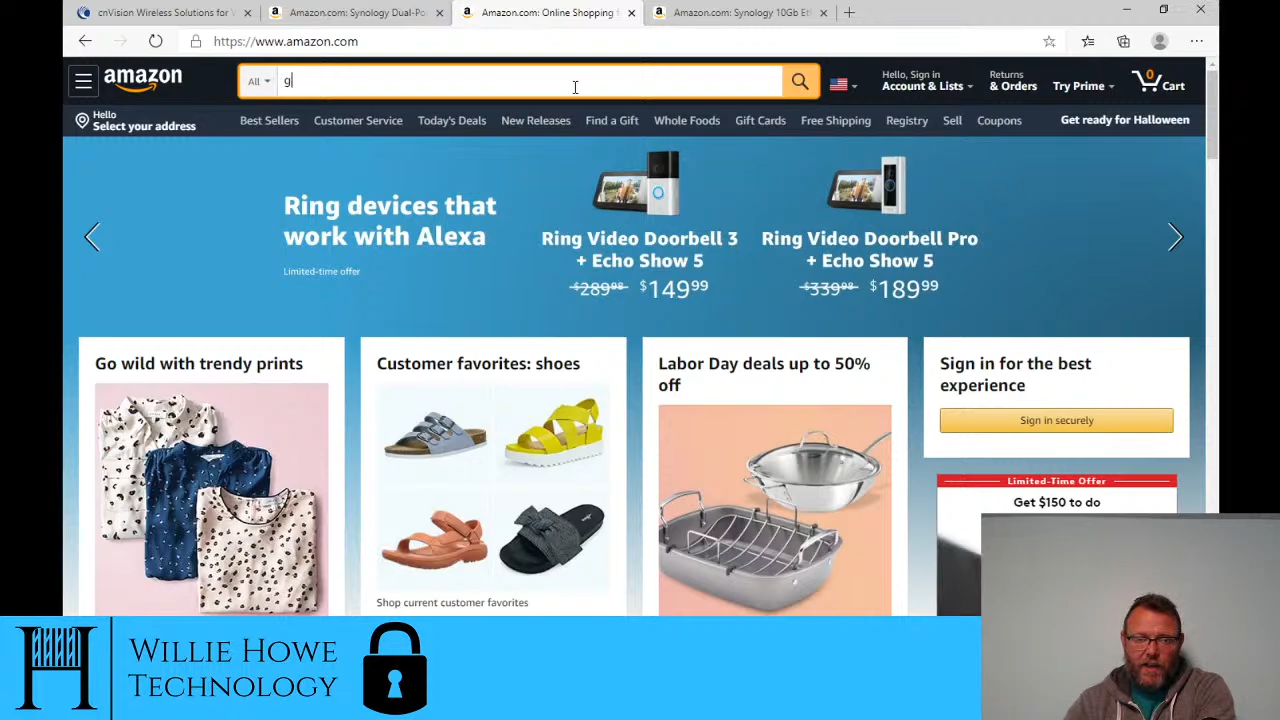 cnVision Wireless Solutions for V
Amazon.com: Synology Dual-Po
Amazon.com: Online Shopping f
Amazon.com: Synology 10Gb Et
https://www.amazon.com
amazon
All
g
Hello, Sign in
Account & Lists
Returns
& Orders
Try Prime
0
Cart
Hello
Select your address
Best Sellers
Customer Service
Today's Deals
New Releases
Find a Gift
Whole Foods
Gift Cards
Free Shipping
Registry
Sell
Coupons
Get ready for Halloween
Ring devices that
work with Alexa
Limited-time offer
Ring Video Doorbell 3
+ Echo Show 5
$289.98 $149.99
Ring Video Doorbell Pro
+ Echo Show 5
$339.98 $189.99
Go wild with trendy prints
Customer favorites: shoes
Shop current customer favorites
Labor Day deals up to 50%
off
Sign in for the best
experience
Sign in securely
Limited-Time Offer
Get $150 to do
H
WILLIE HOWE
TECHNOLOGY